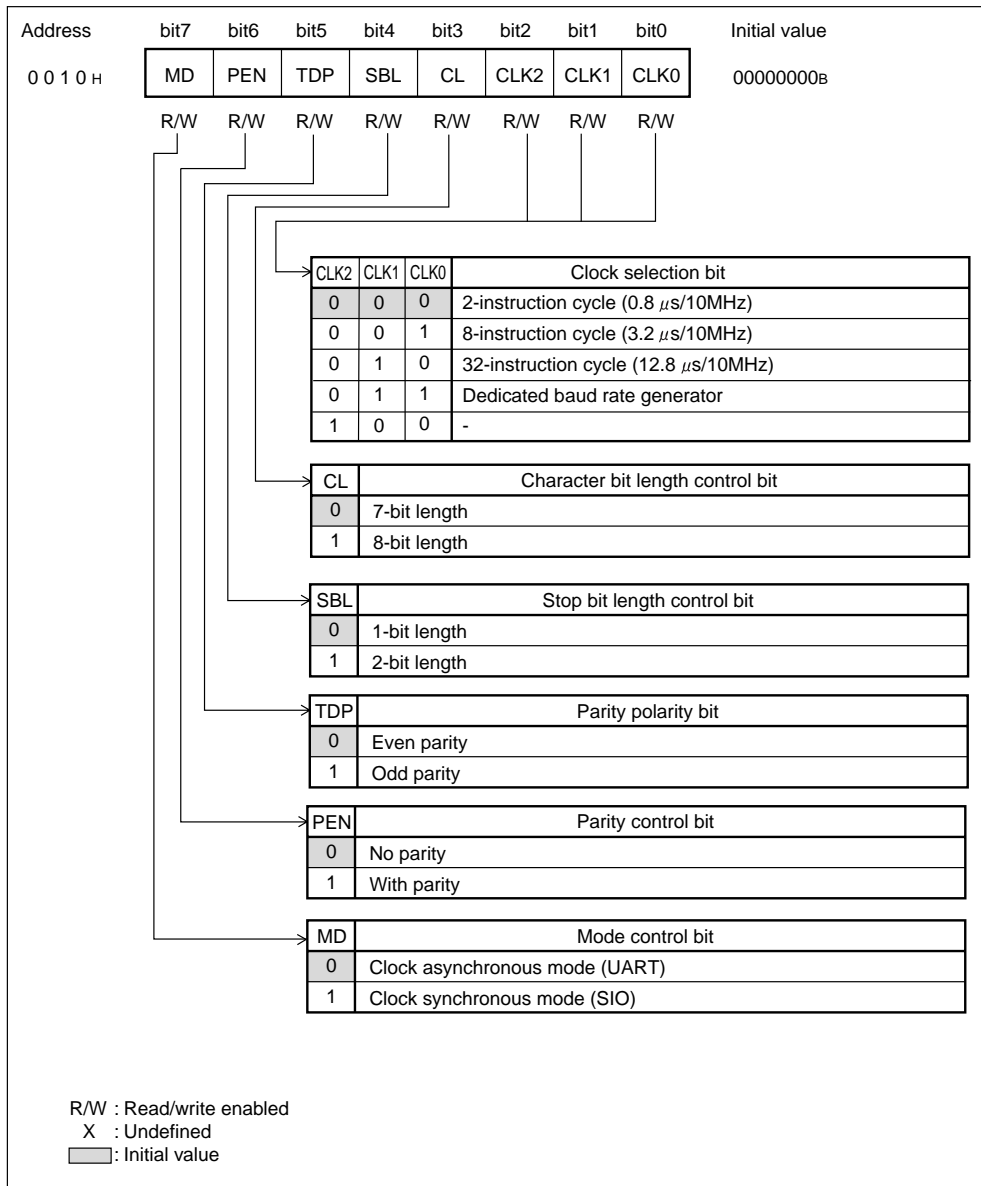 Address bit7 bit6 bit5 bit4 bit3 bit2 bit1 bit0 Initial value
0 0 1 0 H MD PEN TDP SBL CL CLK2 CLK1 CLK0 00000000B
R/W R/W R/W R/W R/W R/W R/W R/W
CLK2 CLK1 CLK0 Clock selection bit
0 0 0 2-instruction cycle (0.8 μs/10MHz)
0 0 1 8-instruction cycle (3.2 μs/10MHz)
0 1 0 32-instruction cycle (12.8 μs/10MHz)
0 1 1 Dedicated baud rate generator
1 0 0 -
CL Character bit length control bit
0 7-bit length
1 8-bit length
SBL Stop bit length control bit
0 1-bit length
1 2-bit length
TDP Parity polarity bit
0 Even parity
1 Odd parity
PEN Parity control bit
0 No parity
1 With parity
MD Mode control bit
0 Clock asynchronous mode (UART)
1 Clock synchronous mode (SIO)
R/W : Read/write enabled
X : Undefined
: Initial value